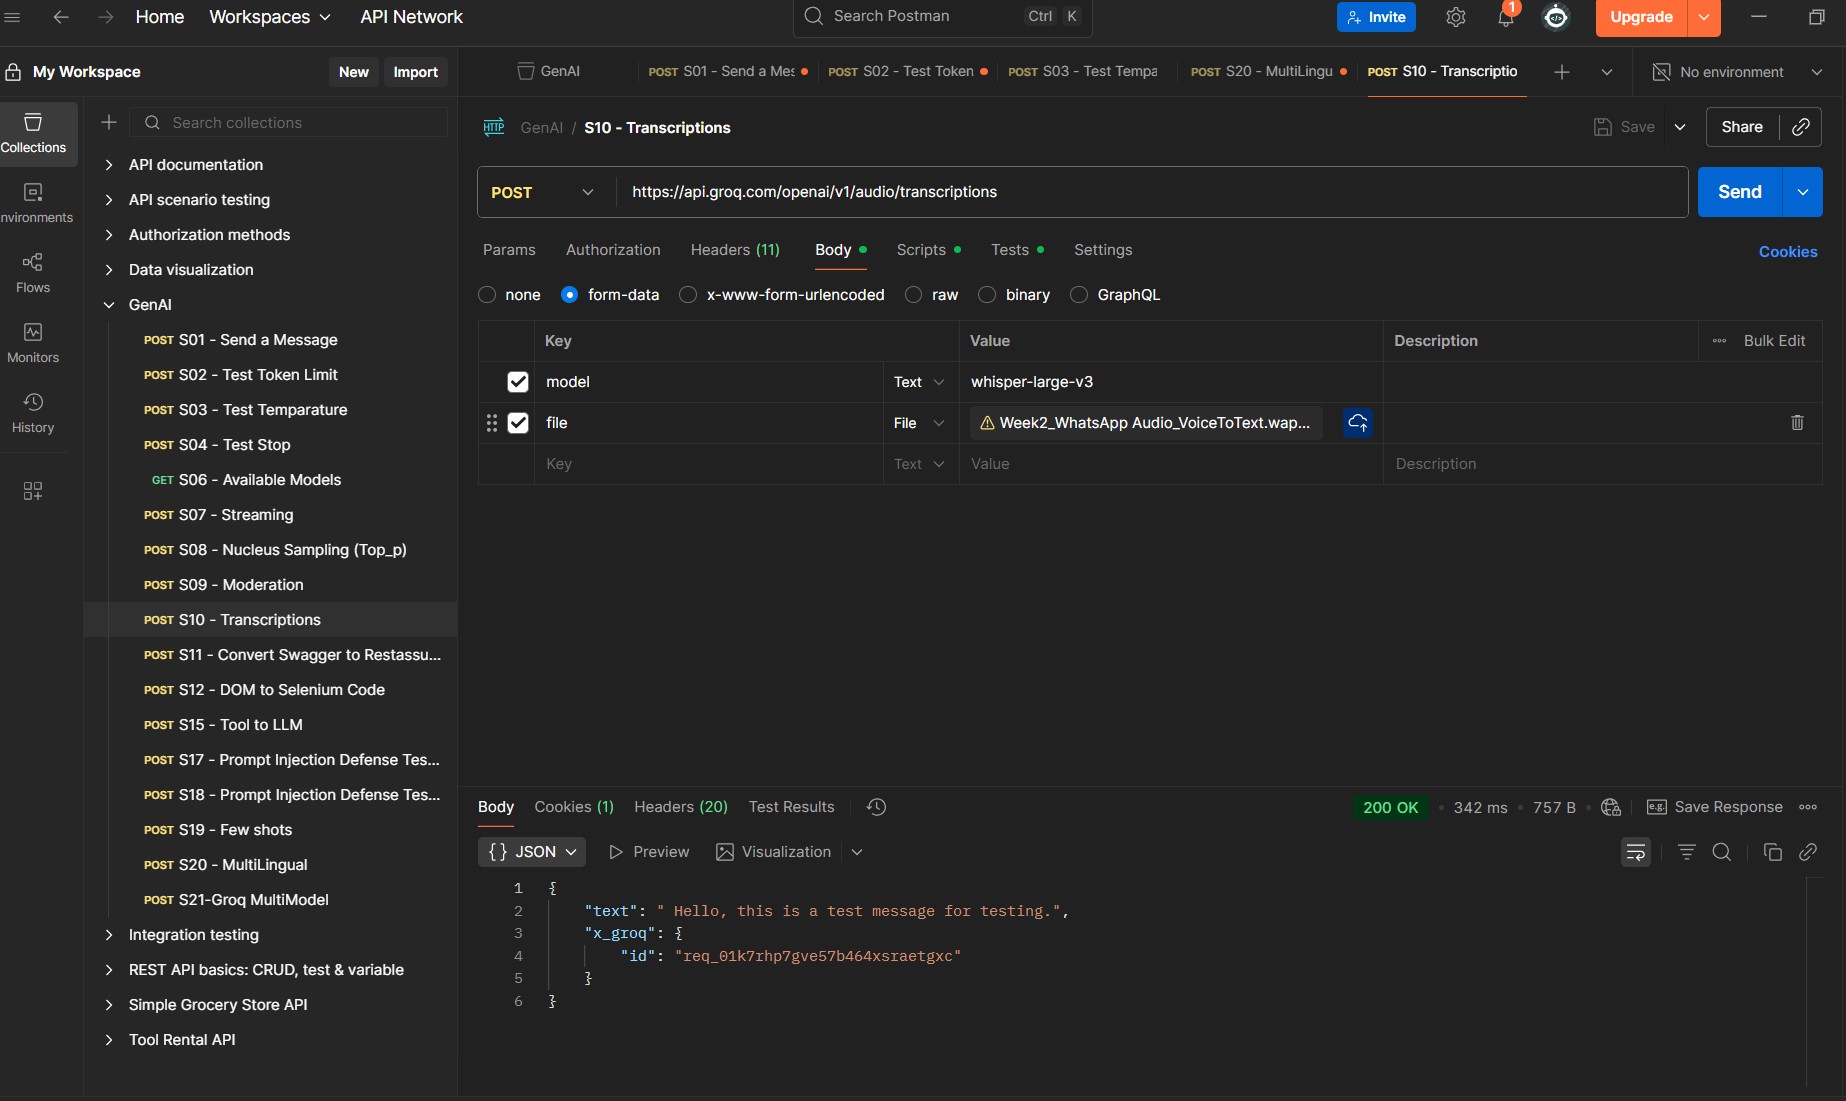 Home Workspaces API Network Search Postman Ctrl K Invite 1 Upgrade
My Workspace New Import
GenAI POST S01 - Send a Mes POST S02 - Test Token POST S03 - Test Tempa POST S20 - MultiLingu POST S10 - Transcriptio No environment
Collections
nvironments
Flows
Monitors
History
Search collections
API documentation
API scenario testing
Authorization methods
Data visualization
GenAI
POST S01 - Send a Message
POST S02 - Test Token Limit
POST S03 - Test Temparature
POST S04 - Test Stop
GET S06 - Available Models
POST S07 - Streaming
POST S08 - Nucleus Sampling (Top_p)
POST S09 - Moderation
POST S10 - Transcriptions
POST S11 - Convert Swagger to Restassu...
POST S12 - DOM to Selenium Code
POST S15 - Tool to LLM
POST S17 - Prompt Injection Defense Tes...
POST S18 - Prompt Injection Defense Tes...
POST S19 - Few shots
POST S20 - MultiLingual
POST S21-Groq MultiModel
Integration testing
REST API basics: CRUD, test & variable
Simple Grocery Store API
Tool Rental API
HTTP GenAI / S10 - Transcriptions Save Share
POST https://api.groq.com/openai/v1/audio/transcriptions Send
Params Authorization Headers (11) Body Scripts Tests Settings Cookies
none form-data x-www-form-urlencoded raw binary GraphQL
Key Value Description Bulk Edit
model Text whisper-large-v3
file File Week2_WhatsApp Audio_VoiceToText.wap...
Key Text Value Description
Body Cookies (1) Headers (20) Test Results 200 OK 342 ms 757 B e.g. Save Response
{} JSON Preview Visualization
1 {
2 "text": " Hello, this is a test message for testing.",
3 "x_groq": {
4 "id": "req_01k7rhp7gve57b464xsraetgxc"
5 }
6 }